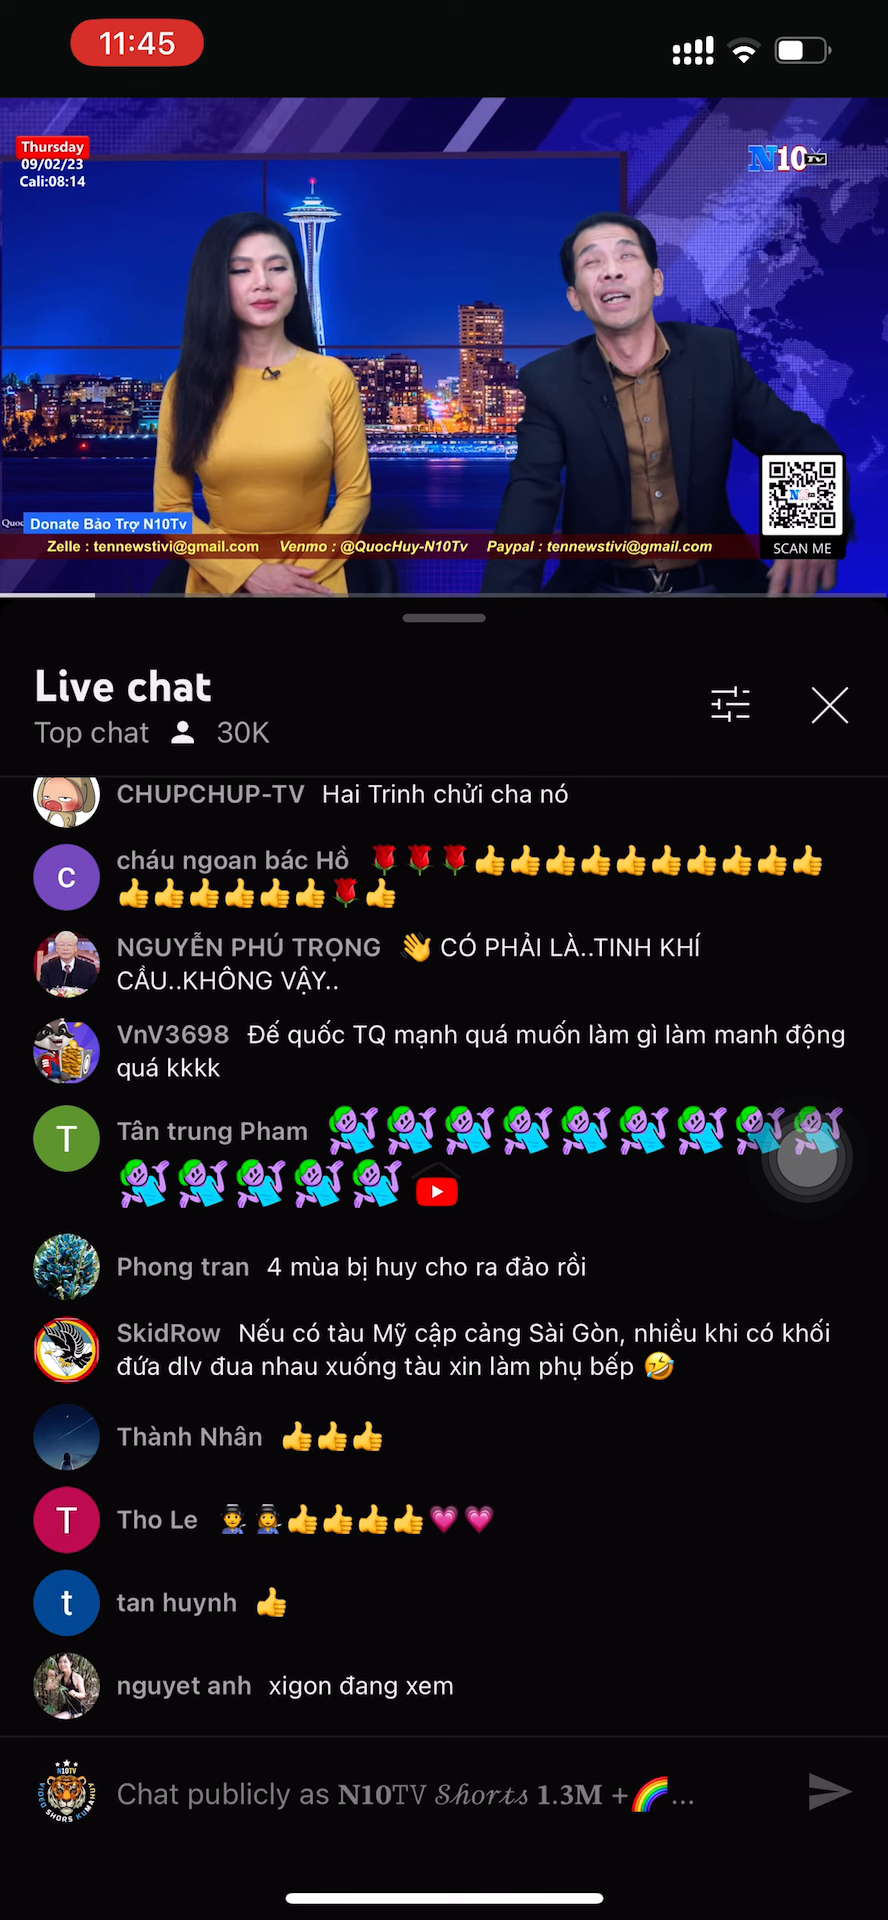 11:45
Thursday
09/02/23
Cali:08:14
N10TV
Quoc
Donate Bảo Trợ N10Tv
Zelle : tennewstivi@gmail.com Venmo : @QuocHuy-N10Tv Paypal : tennewstivi@gmail.com
SCAN ME
Live chat
Top chat 30K
CHUPCHUP-TV Hai Trinh chửi cha nó
C
cháu ngoan bác Hồ 🌹🌹🌹👍👍👍👍👍👍👍👍👍👍
👍👍👍👍👍👍🌹👍
NGUYỄN PHÚ TRỌNG 👋 CÓ PHẢI LÀ..TINH KHÍ
CẦU..KHÔNG VẬY..
VnV3698 Đế quốc TQ mạnh quá muốn làm gì làm manh động
quá kkkk
T
Tân trung Pham
Phong tran 4 mùa bị huy cho ra đảo rồi
SkidRow Nếu có tàu Mỹ cập cảng Sài Gòn, nhiều khi có khối
đứa dlv đua nhau xuống tàu xin làm phụ bếp 🤣
Thành Nhân 👍👍👍
T
Tho Le 👮👮‍♀️👍👍👍👍💗💗
t
tan huynh 👍
nguyet anh xigon đang xem
N10TV
VIDEO SHORS KUMAHUY
Chat publicly as 𝐍𝟏𝟎TV 𝓢𝓱𝓸𝓻𝓽𝓼 𝟏.𝟑𝐌 +🌈...